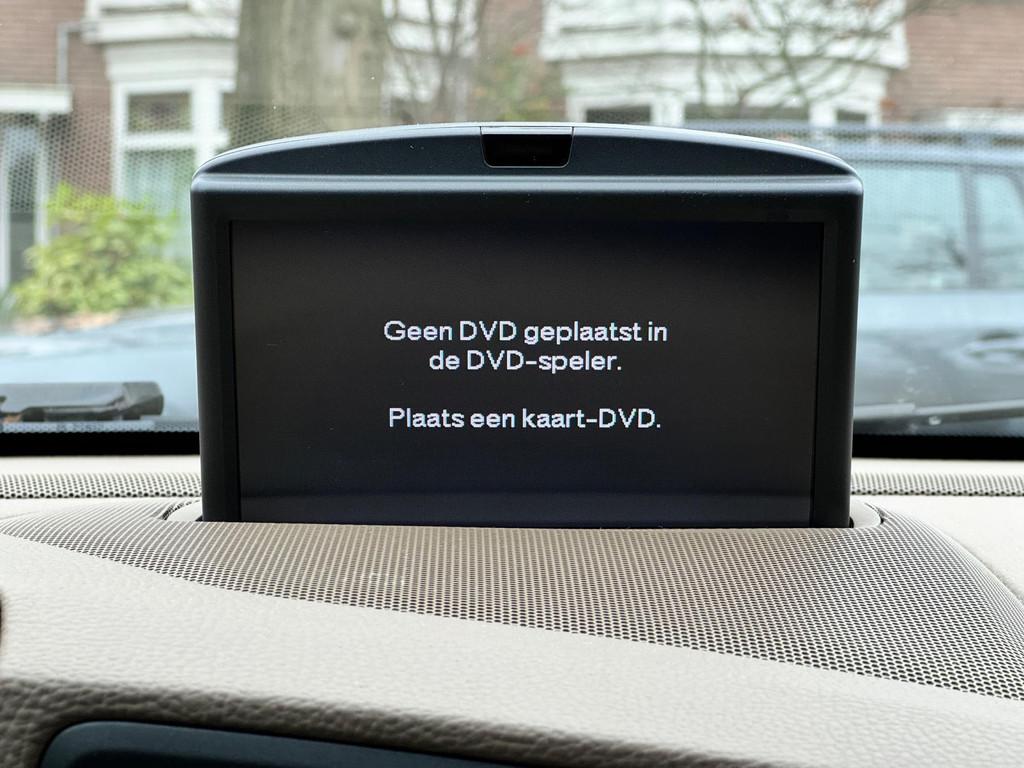 Geen DVD geplaatst in
de DVD-speler.
Plaats een kaart-DVD.